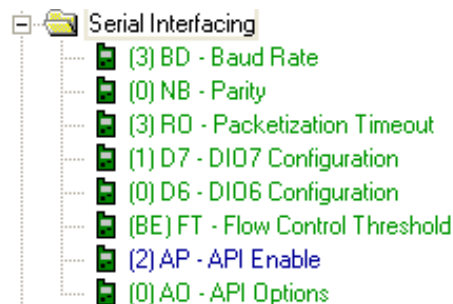 Serial Interfacing
(3) BD - Baud Rate
(0) NB - Parity
(3) RO - Packetization Timeout
(1) D7 - DIO7 Configuration
(0) D6 - DIO6 Configuration
(BE) FT - Flow Control Threshold
(2) AP - API Enable
(0) AO - API Options